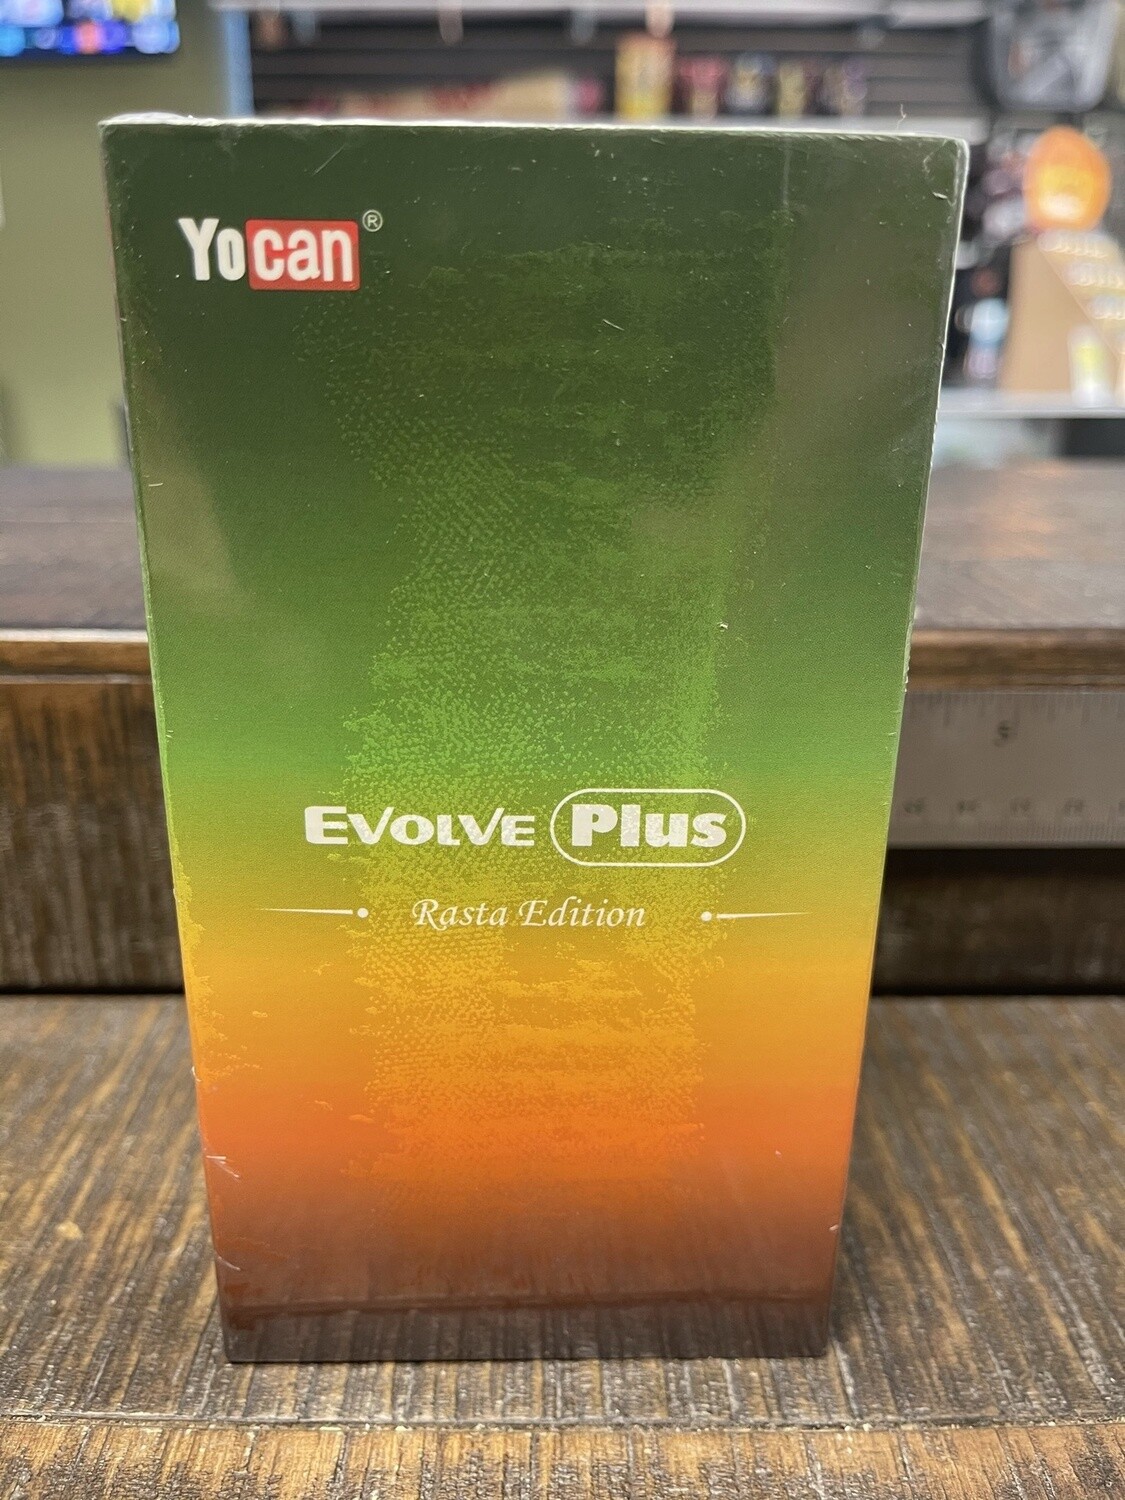 Yocan®
EVOLVE Plus
Rasta Edition